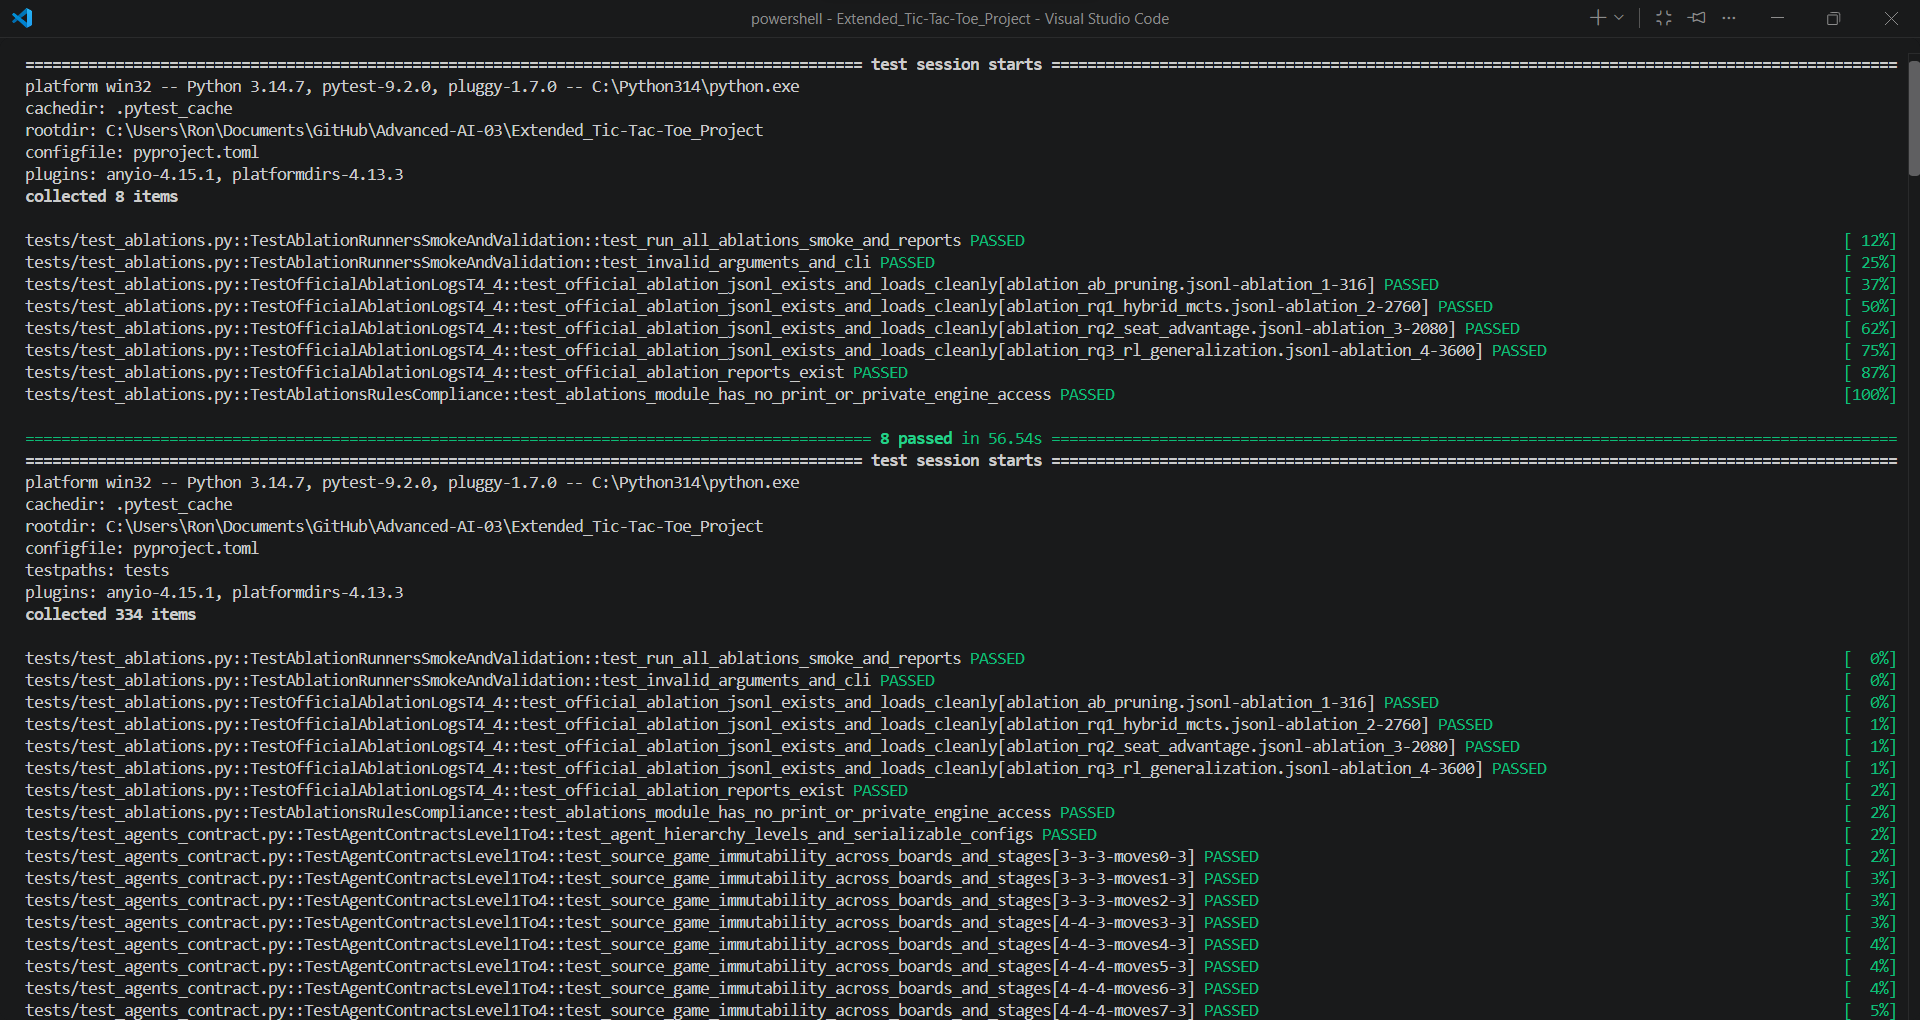 powershell - Extended_Tic-Tac-Toe_Project - Visual Studio Code
============================================================================================= test session starts ==============================================================================================
platform win32 -- Python 3.14.7, pytest-9.2.0, pluggy-1.7.0 -- C:\Python314\python.exe
cachedir: .pytest_cache
rootdir: C:\Users\Ron\Documents\GitHub\Advanced-AI-03\Extended_Tic-Tac-Toe_Project
configfile: pyproject.toml
plugins: anyio-4.15.1, platformdirs-4.13.3
collected 8 items
tests/test_ablations.py::TestAblationRunnersSmokeAndValidation::test_run_all_ablations_smoke_and_reports PASSED [ 12%]
tests/test_ablations.py::TestAblationRunnersSmokeAndValidation::test_invalid_arguments_and_cli PASSED [ 25%]
tests/test_ablations.py::TestOfficialAblationLogsT4_4::test_official_ablation_jsonl_exists_and_loads_cleanly[ablation_ab_pruning.jsonl-ablation_1-316] PASSED [ 37%]
tests/test_ablations.py::TestOfficialAblationLogsT4_4::test_official_ablation_jsonl_exists_and_loads_cleanly[ablation_rq1_hybrid_mcts.jsonl-ablation_2-2760] PASSED [ 50%]
tests/test_ablations.py::TestOfficialAblationLogsT4_4::test_official_ablation_jsonl_exists_and_loads_cleanly[ablation_rq2_seat_advantage.jsonl-ablation_3-2080] PASSED [ 62%]
tests/test_ablations.py::TestOfficialAblationLogsT4_4::test_official_ablation_jsonl_exists_and_loads_cleanly[ablation_rq3_rl_generalization.jsonl-ablation_4-3600] PASSED [ 75%]
tests/test_ablations.py::TestOfficialAblationLogsT4_4::test_official_ablation_reports_exist PASSED [ 87%]
tests/test_ablations.py::TestAblationsRulesCompliance::test_ablations_module_has_no_print_or_private_engine_access PASSED [100%]
============================================================================================== 8 passed in 56.54s ==============================================================================================
============================================================================================= test session starts ==============================================================================================
platform win32 -- Python 3.14.7, pytest-9.2.0, pluggy-1.7.0 -- C:\Python314\python.exe
cachedir: .pytest_cache
rootdir: C:\Users\Ron\Documents\GitHub\Advanced-AI-03\Extended_Tic-Tac-Toe_Project
configfile: pyproject.toml
testpaths: tests
plugins: anyio-4.15.1, platformdirs-4.13.3
collected 334 items
tests/test_ablations.py::TestAblationRunnersSmokeAndValidation::test_run_all_ablations_smoke_and_reports PASSED [  0%]
tests/test_ablations.py::TestAblationRunnersSmokeAndValidation::test_invalid_arguments_and_cli PASSED [  0%]
tests/test_ablations.py::TestOfficialAblationLogsT4_4::test_official_ablation_jsonl_exists_and_loads_cleanly[ablation_ab_pruning.jsonl-ablation_1-316] PASSED [  0%]
tests/test_ablations.py::TestOfficialAblationLogsT4_4::test_official_ablation_jsonl_exists_and_loads_cleanly[ablation_rq1_hybrid_mcts.jsonl-ablation_2-2760] PASSED [  1%]
tests/test_ablations.py::TestOfficialAblationLogsT4_4::test_official_ablation_jsonl_exists_and_loads_cleanly[ablation_rq2_seat_advantage.jsonl-ablation_3-2080] PASSED [  1%]
tests/test_ablations.py::TestOfficialAblationLogsT4_4::test_official_ablation_jsonl_exists_and_loads_cleanly[ablation_rq3_rl_generalization.jsonl-ablation_4-3600] PASSED [  1%]
tests/test_ablations.py::TestOfficialAblationLogsT4_4::test_official_ablation_reports_exist PASSED [  2%]
tests/test_ablations.py::TestAblationsRulesCompliance::test_ablations_module_has_no_print_or_private_engine_access PASSED [  2%]
tests/test_agents_contract.py::TestAgentContractsLevel1To4::test_agent_hierarchy_levels_and_serializable_configs PASSED [  2%]
tests/test_agents_contract.py::TestAgentContractsLevel1To4::test_source_game_immutability_across_boards_and_stages[3-3-3-moves0-3] PASSED [  2%]
tests/test_agents_contract.py::TestAgentContractsLevel1To4::test_source_game_immutability_across_boards_and_stages[3-3-3-moves1-3] PASSED [  3%]
tests/test_agents_contract.py::TestAgentContractsLevel1To4::test_source_game_immutability_across_boards_and_stages[3-3-3-moves2-3] PASSED [  3%]
tests/test_agents_contract.py::TestAgentContractsLevel1To4::test_source_game_immutability_across_boards_and_stages[4-4-3-moves3-3] PASSED [  3%]
tests/test_agents_contract.py::TestAgentContractsLevel1To4::test_source_game_immutability_across_boards_and_stages[4-4-3-moves4-3] PASSED [  4%]
tests/test_agents_contract.py::TestAgentContractsLevel1To4::test_source_game_immutability_across_boards_and_stages[4-4-4-moves5-3] PASSED [  4%]
tests/test_agents_contract.py::TestAgentContractsLevel1To4::test_source_game_immutability_across_boards_and_stages[4-4-4-moves6-3] PASSED [  4%]
tests/test_agents_contract.py::TestAgentContractsLevel1To4::test_source_game_immutability_across_boards_and_stages[4-4-4-moves7-3] PASSED [  5%]